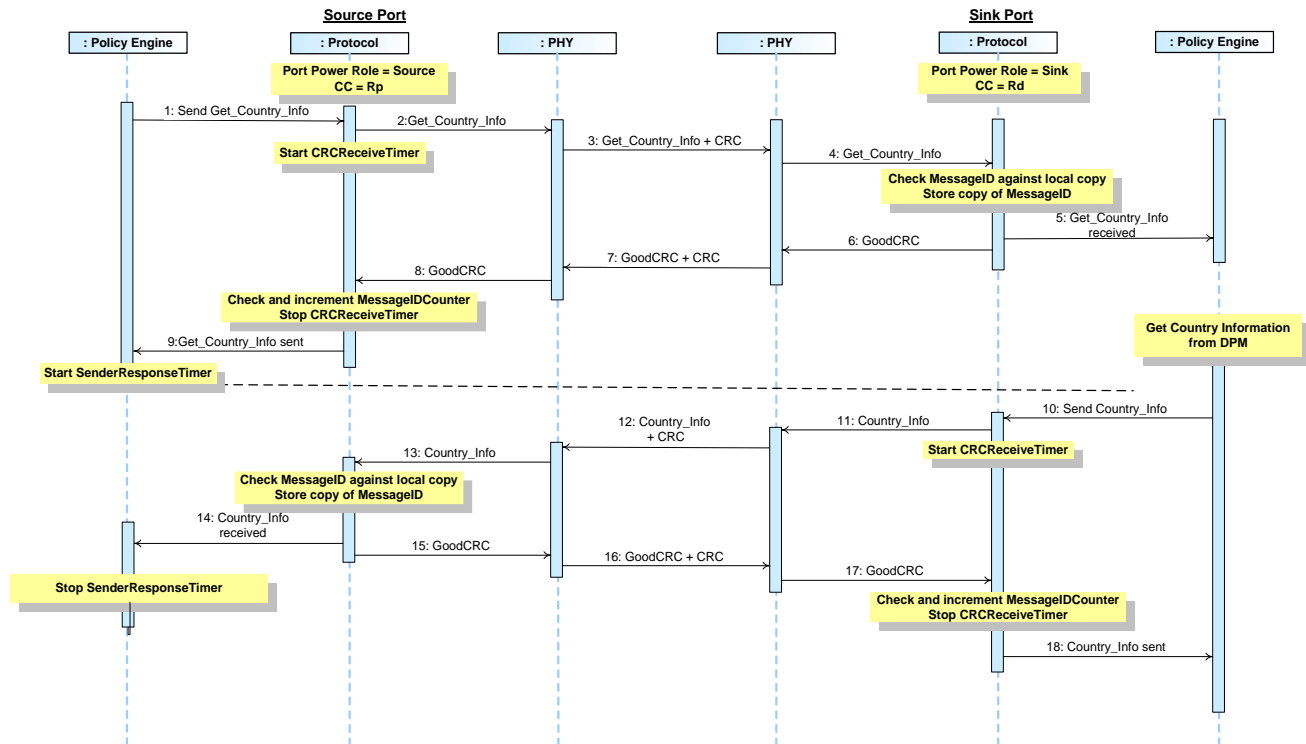 Source Port
Sink Port
: Policy Engine
: Protocol
: PHY
: PHY
: Protocol
: Policy Engine
Port Power Role = Source
CC = Rp
Port Power Role = Sink
CC = Rd
1: Send Get_Country_Info
2:Get_Country_Info
Start CRCReceiveTimer
3: Get_Country_Info + CRC
4: Get_Country_Info
Check MessageID against local copy
Store copy of MessageID
5: Get_Country_Info
received
6: GoodCRC
7: GoodCRC + CRC
8: GoodCRC
Check and increment MessageIDCounter
Stop CRCReceiveTimer
9:Get_Country_Info sent
Start SenderResponseTimer
Get Country Information
from DPM
10: Send Country_Info
11: Country_Info
Start CRCReceiveTimer
12: Country_Info
+ CRC
13: Country_Info
Check MessageID against local copy
Store copy of MessageID
14: Country_Info
received
15: GoodCRC
16: GoodCRC + CRC
17: GoodCRC
Stop SenderResponseTimer
Check and increment MessageIDCounter
Stop CRCReceiveTimer
18: Country_Info sent